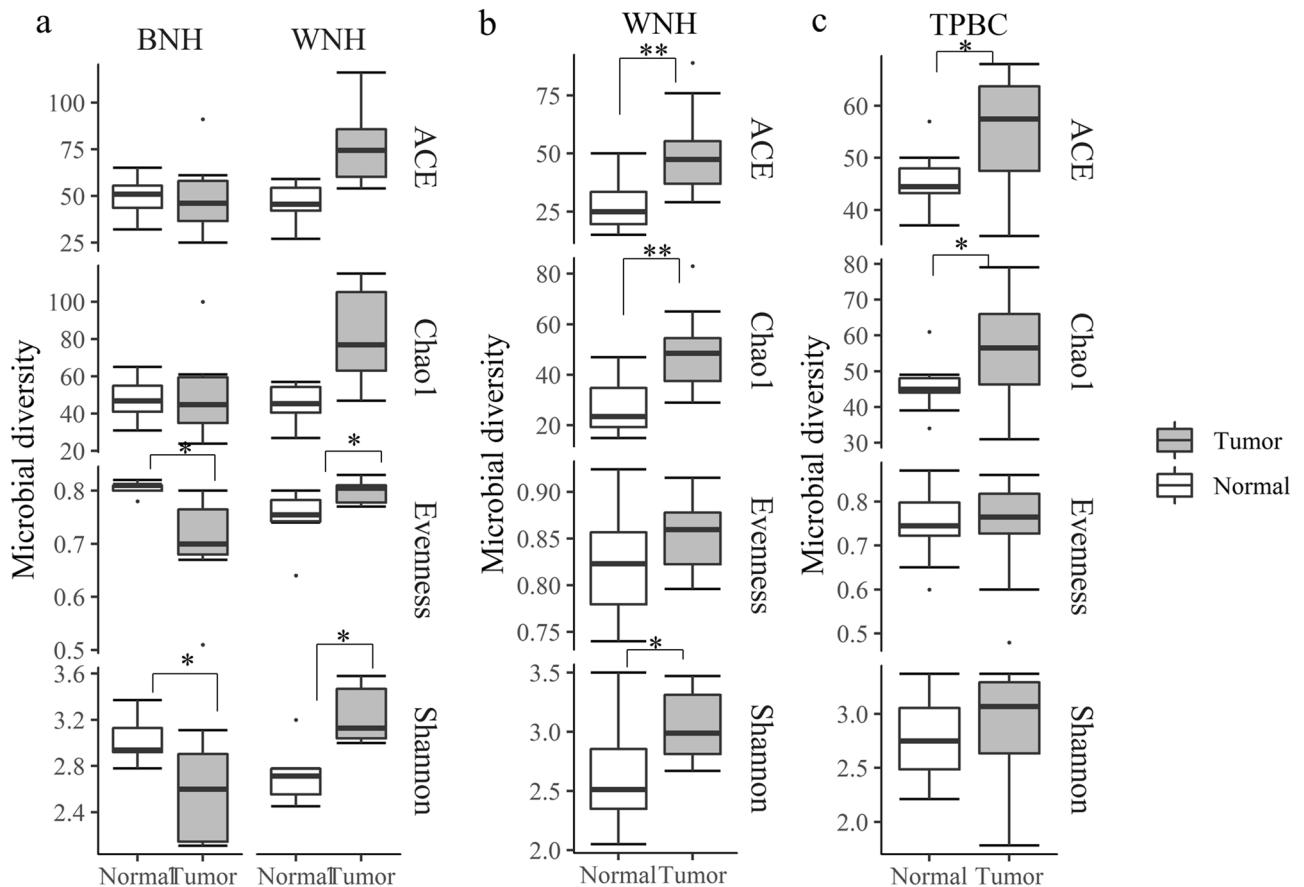 a
BNH
WNH
Microbial diversity
100
75
50
25
ACE
100
80
60
40
20
Chao1
*
*
0.8
0.7
0.6
0.5
Evenness
*
*
3.6
3.2
2.8
2.4
Shannon
Normal
Tumor
Normal
Tumor
b
WNH
Microbial diversity
**
75
50
25
ACE
**
80
60
40
20
Chao1
0.90
0.85
0.80
0.75
Evenness
*
3.5
3.0
2.5
2.0
Shannon
Normal
Tumor
c
TPBC
Microbial diversity
*
60
50
40
ACE
*
80
70
60
50
40
30
Chao1
0.8
0.7
0.6
0.5
Evenness
3.0
2.5
2.0
Shannon
Normal
Tumor
Tumor
Normal